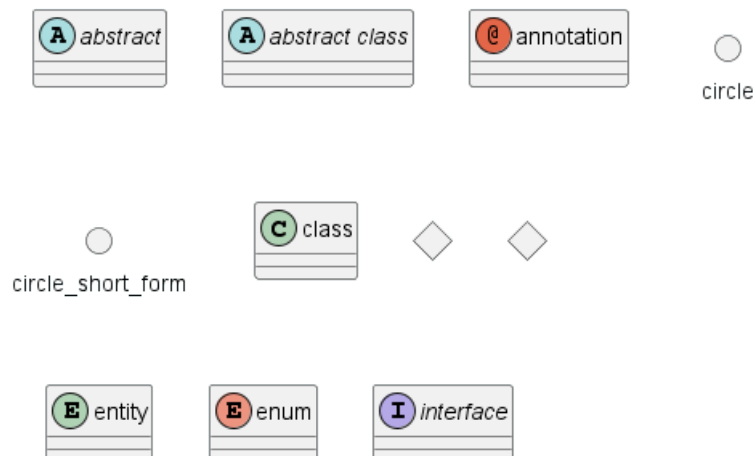 A abstract
A abstract class
@ annotation
circle
circle_short_form
C class
E entity
E enum
I interface